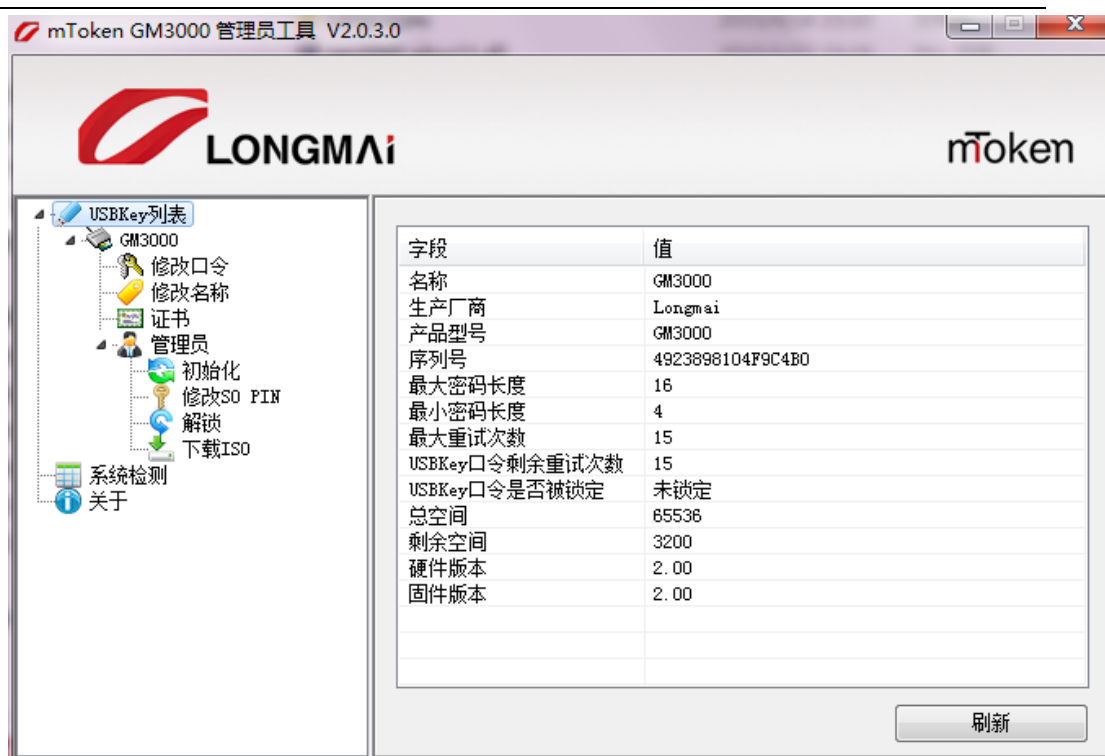 mToken GM3000 管理员工具 V2.0.3.0
LONGMAi
mToken
USBKey列表
GM3000
修改口令
修改名称
证书
管理员
初始化
修改SO PIN
解锁
下载ISO
系统检测
关于
字段 值
名称 GM3000
生产厂商 Longmai
产品型号 GM3000
序列号 4923898104F9C4B0
最大密码长度 16
最小密码长度 4
最大重试次数 15
USBKey口令剩余重试次数 15
USBKey口令是否被锁定 未锁定
总空间 65536
剩余空间 3200
硬件版本 2.00
固件版本 2.00
刷新